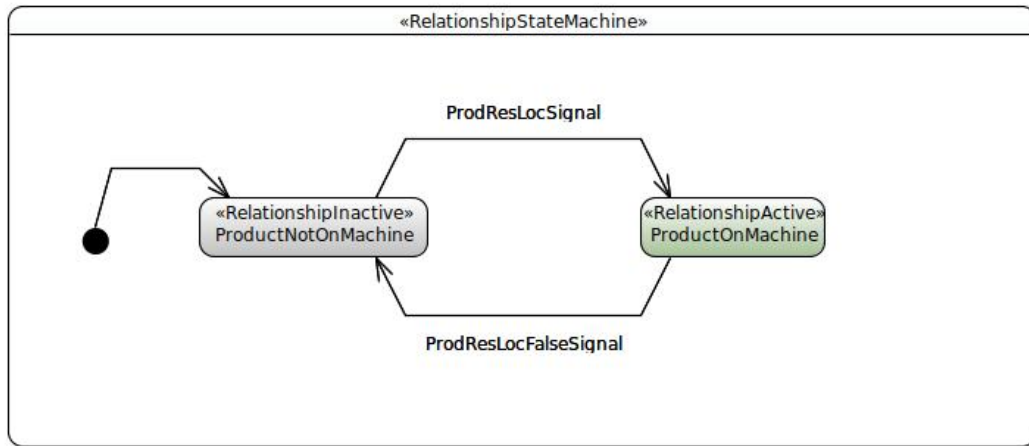 «RelationshipStateMachine»
ProdResLocSignal
«RelationshipInactive»
ProductNotOnMachine
«RelationshipActive»
ProductOnMachine
ProdResLocFalseSignal